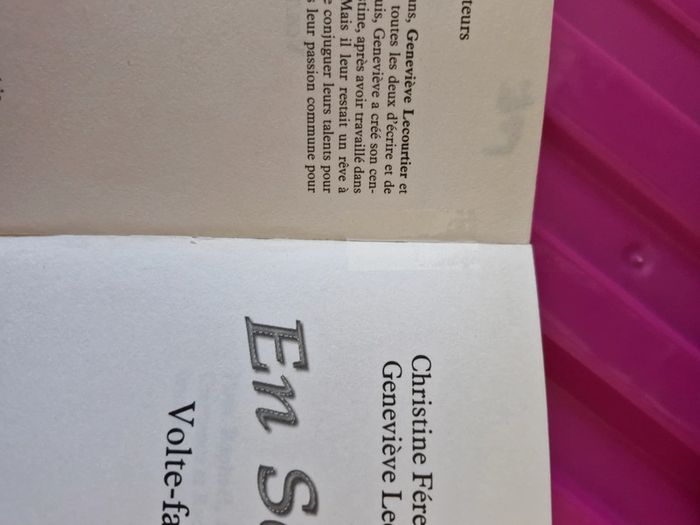 teurs
ns, Geneviève Lecourtier et
toutes les deux d'écrire et de
uis, Geneviève a créé son cen-
tine, après avoir travaillé dans
Mais il leur restait un rêve à
e conjuguer leurs talents pour
s leur passion commune pour
Christine Fére
Geneviève Lec
En S
Volte-fa